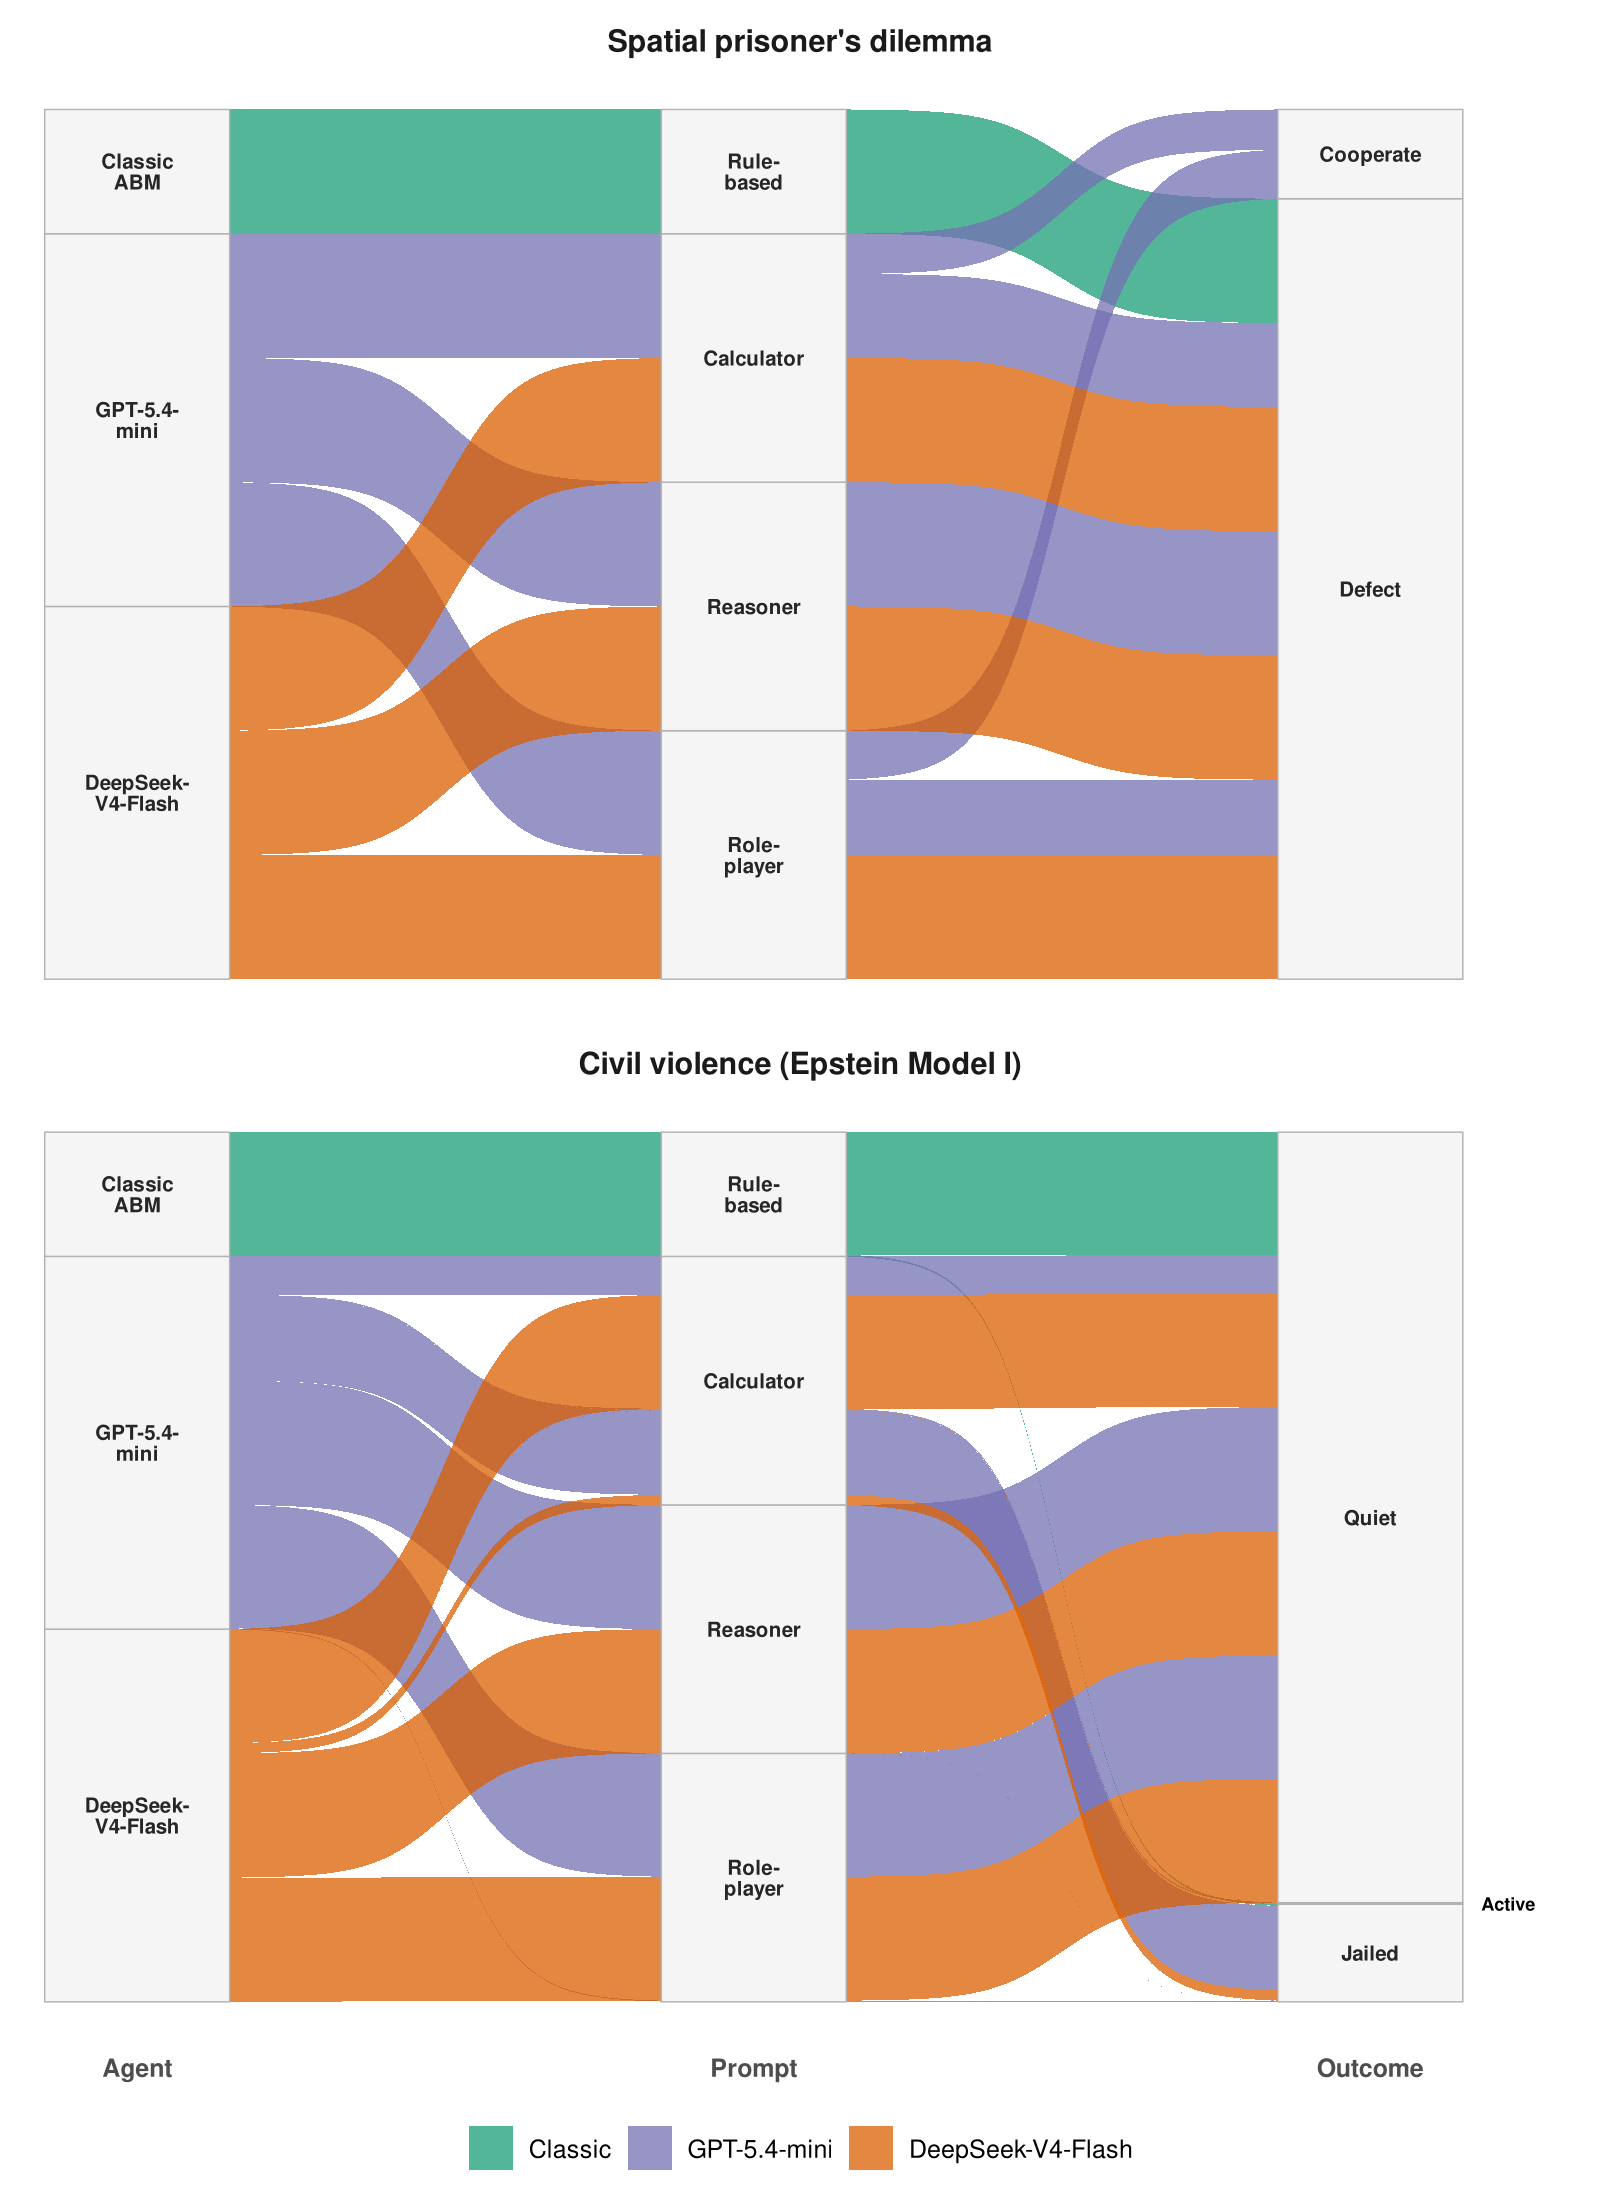 Spatial prisoner's dilemma
Classic
ABM
Rule-
based
Cooperate
GPT-5.4-
mini
Calculator
Defect
Reasoner
DeepSeek-
V4-Flash
Role-
player
Civil violence (Epstein Model I)
Classic
ABM
Rule-
based
Calculator
GPT-5.4-
mini
Quiet
Reasoner
DeepSeek-
V4-Flash
Role-
player
Active
Jailed
Agent
Prompt
Outcome
Classic
GPT-5.4-mini
DeepSeek-V4-Flash